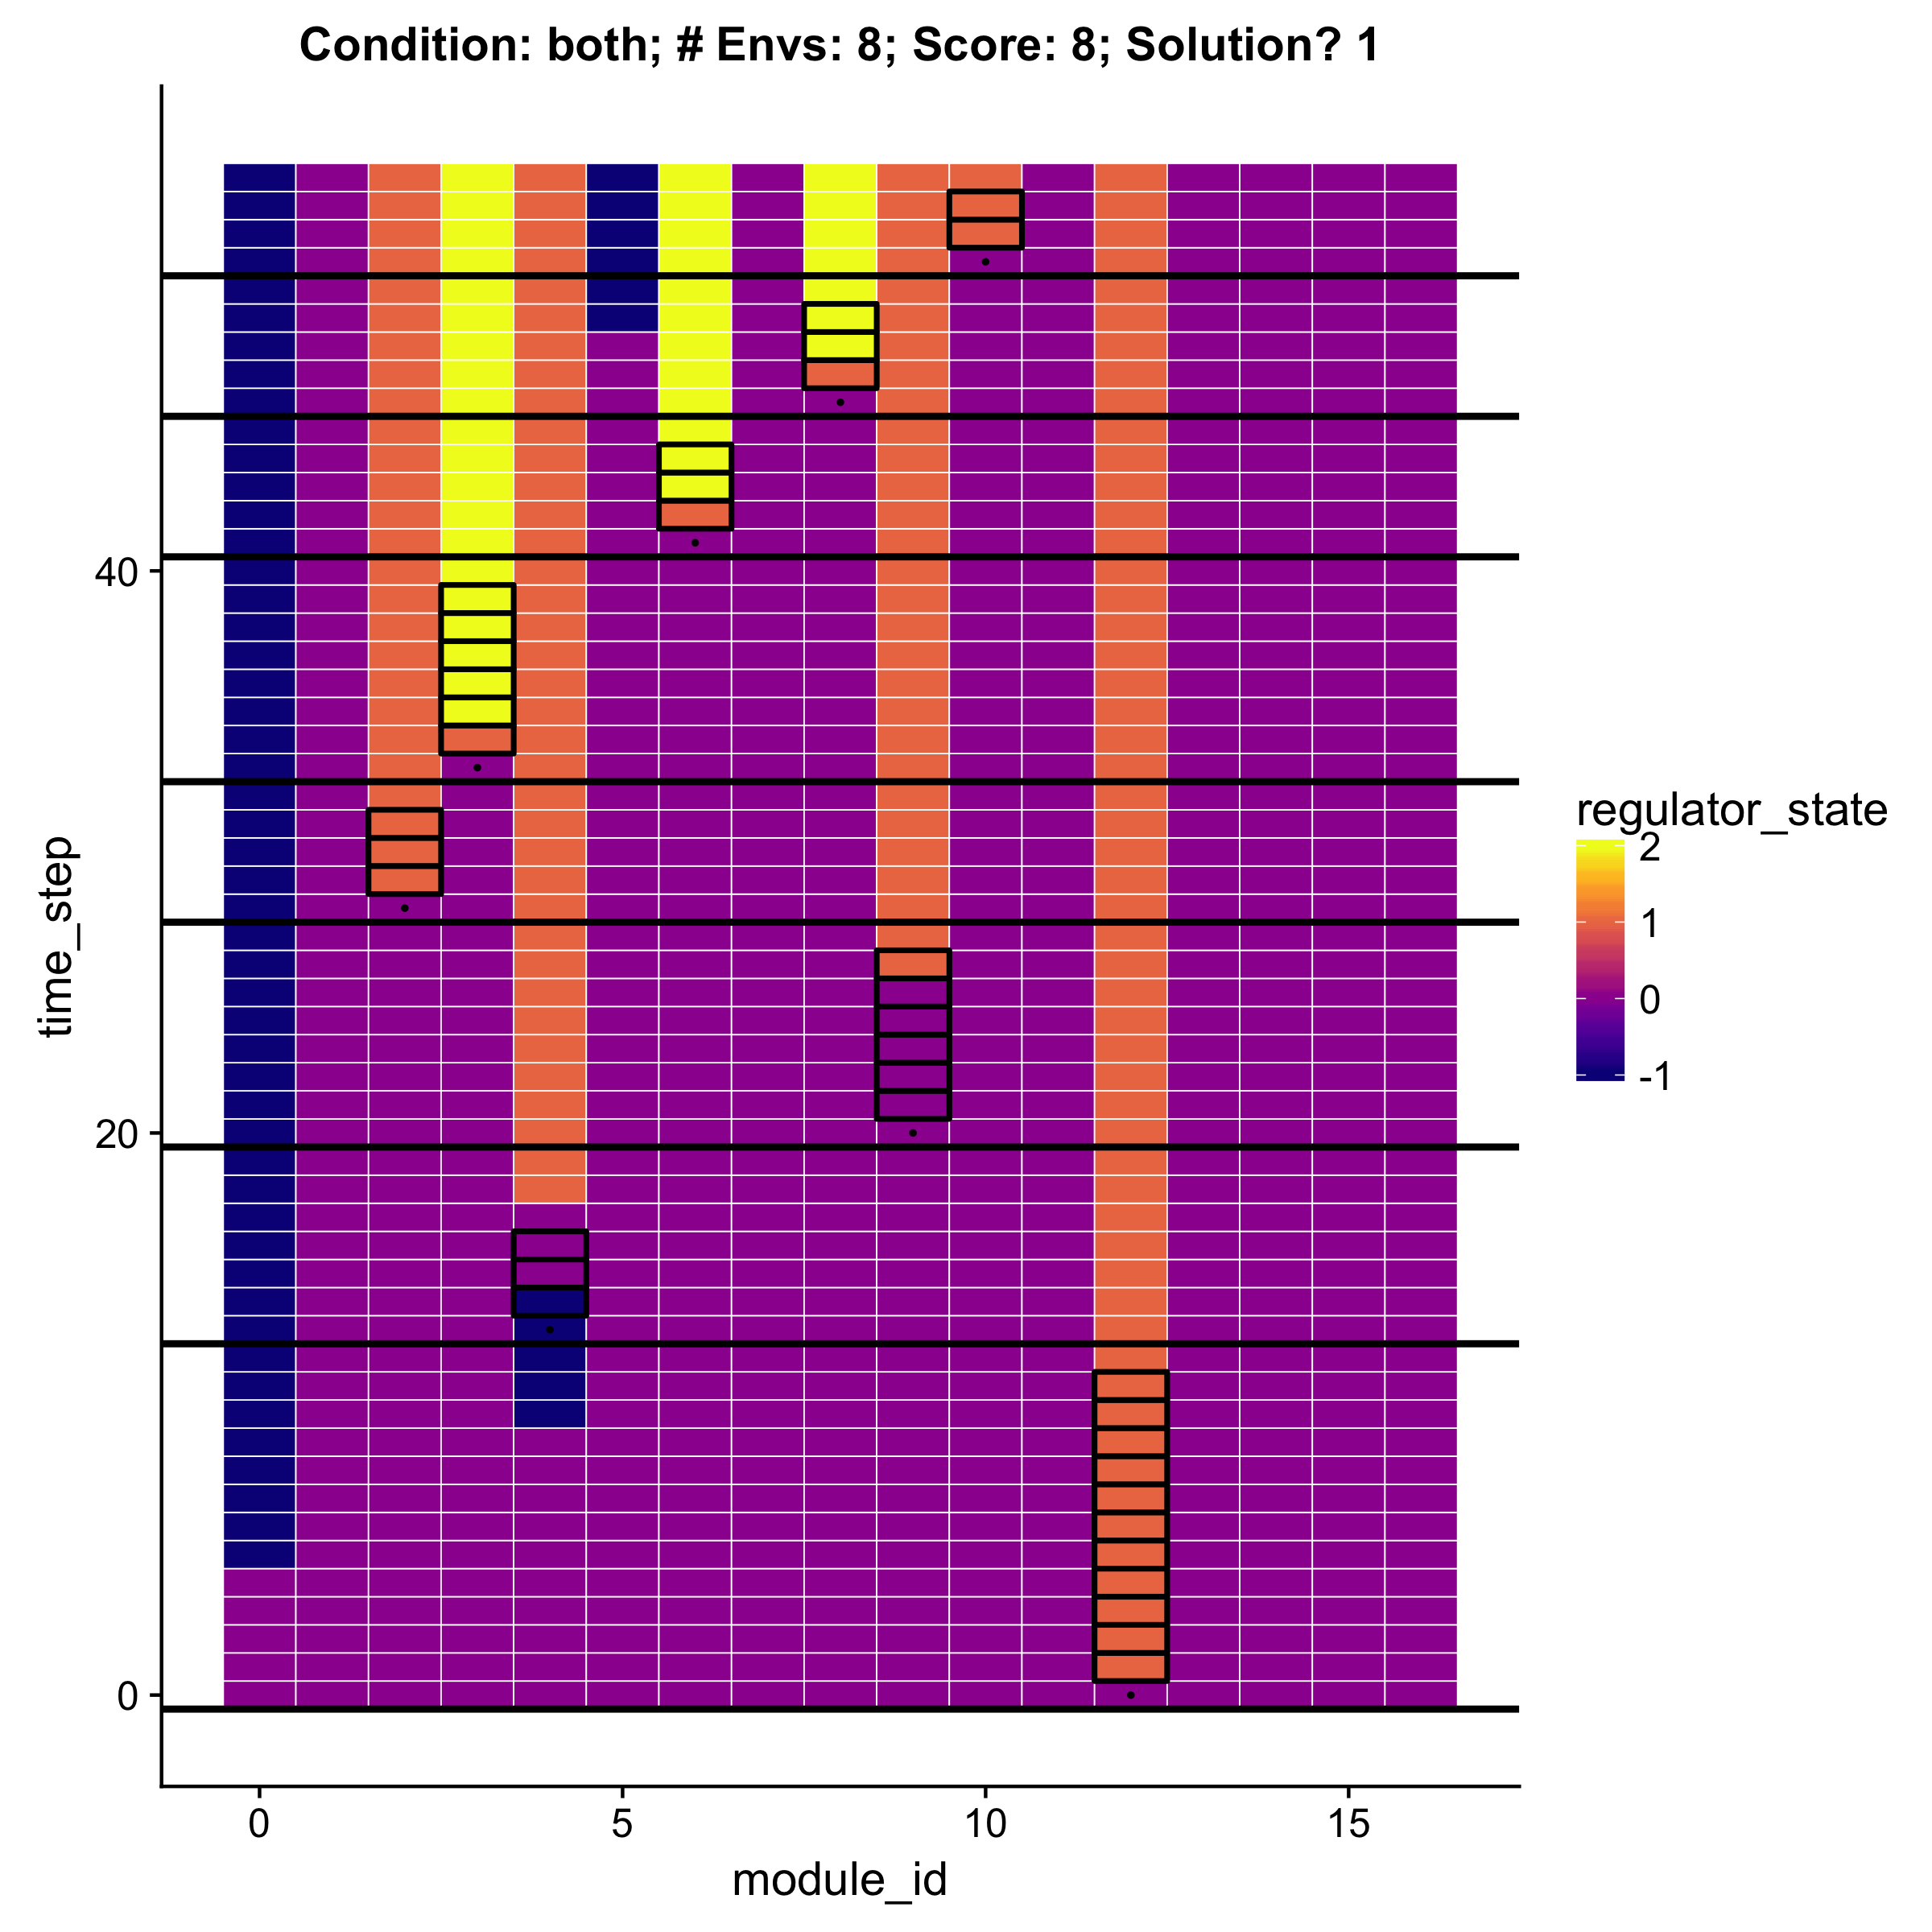 Condition: both; # Envs: 8; Score: 8; Solution? 1
time_step
40
20
0
0 5 10 15
module_id
regulator_state
2
1
0
-1